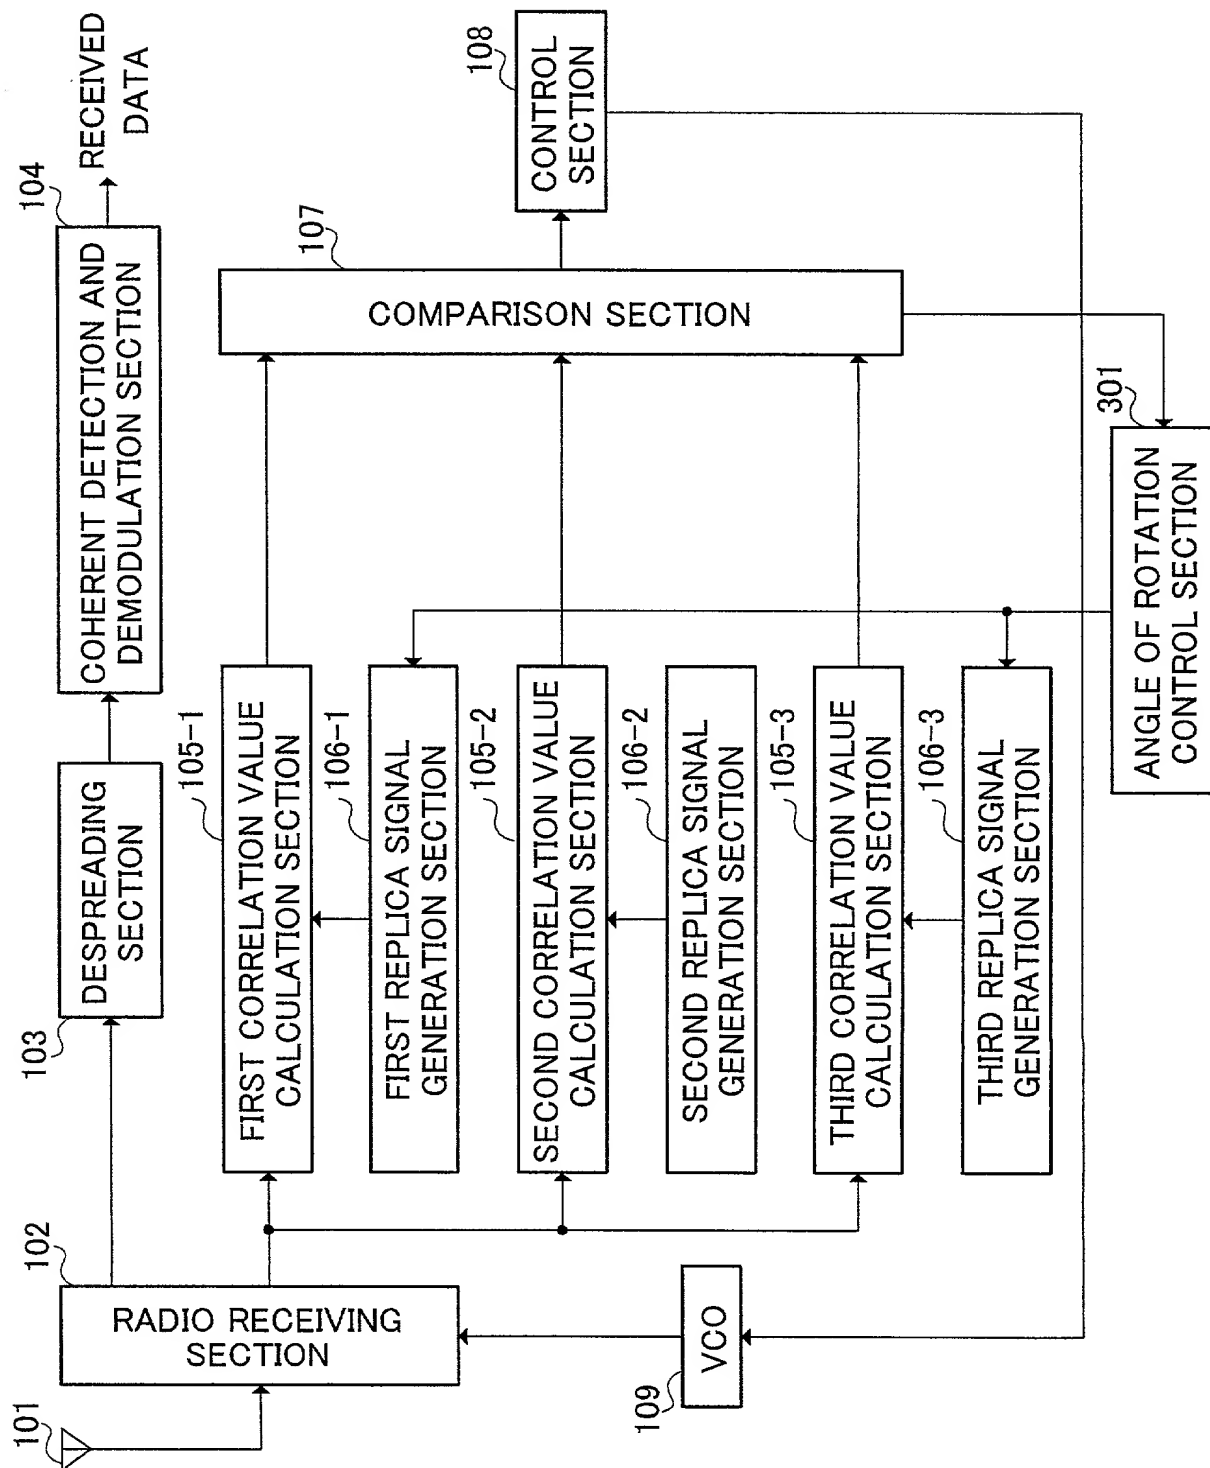 101
102
RADIO RECEIVING
SECTION
103
DESPREADING
SECTION
104
COHERENT DETECTION AND
DEMODULATION SECTION
RECEIVED
DATA
105-1
FIRST CORRELATION VALUE
CALCULATION SECTION
106-1
FIRST REPLICA SIGNAL
GENERATION SECTION
105-2
SECOND CORRELATION VALUE
CALCULATION SECTION
106-2
SECOND REPLICA SIGNAL
GENERATION SECTION
105-3
THIRD CORRELATION VALUE
CALCULATION SECTION
106-3
THIRD REPLICA SIGNAL
GENERATION SECTION
107
COMPARISON SECTION
108
CONTROL
SECTION
109
VCO
301
ANGLE OF ROTATION
CONTROL SECTION